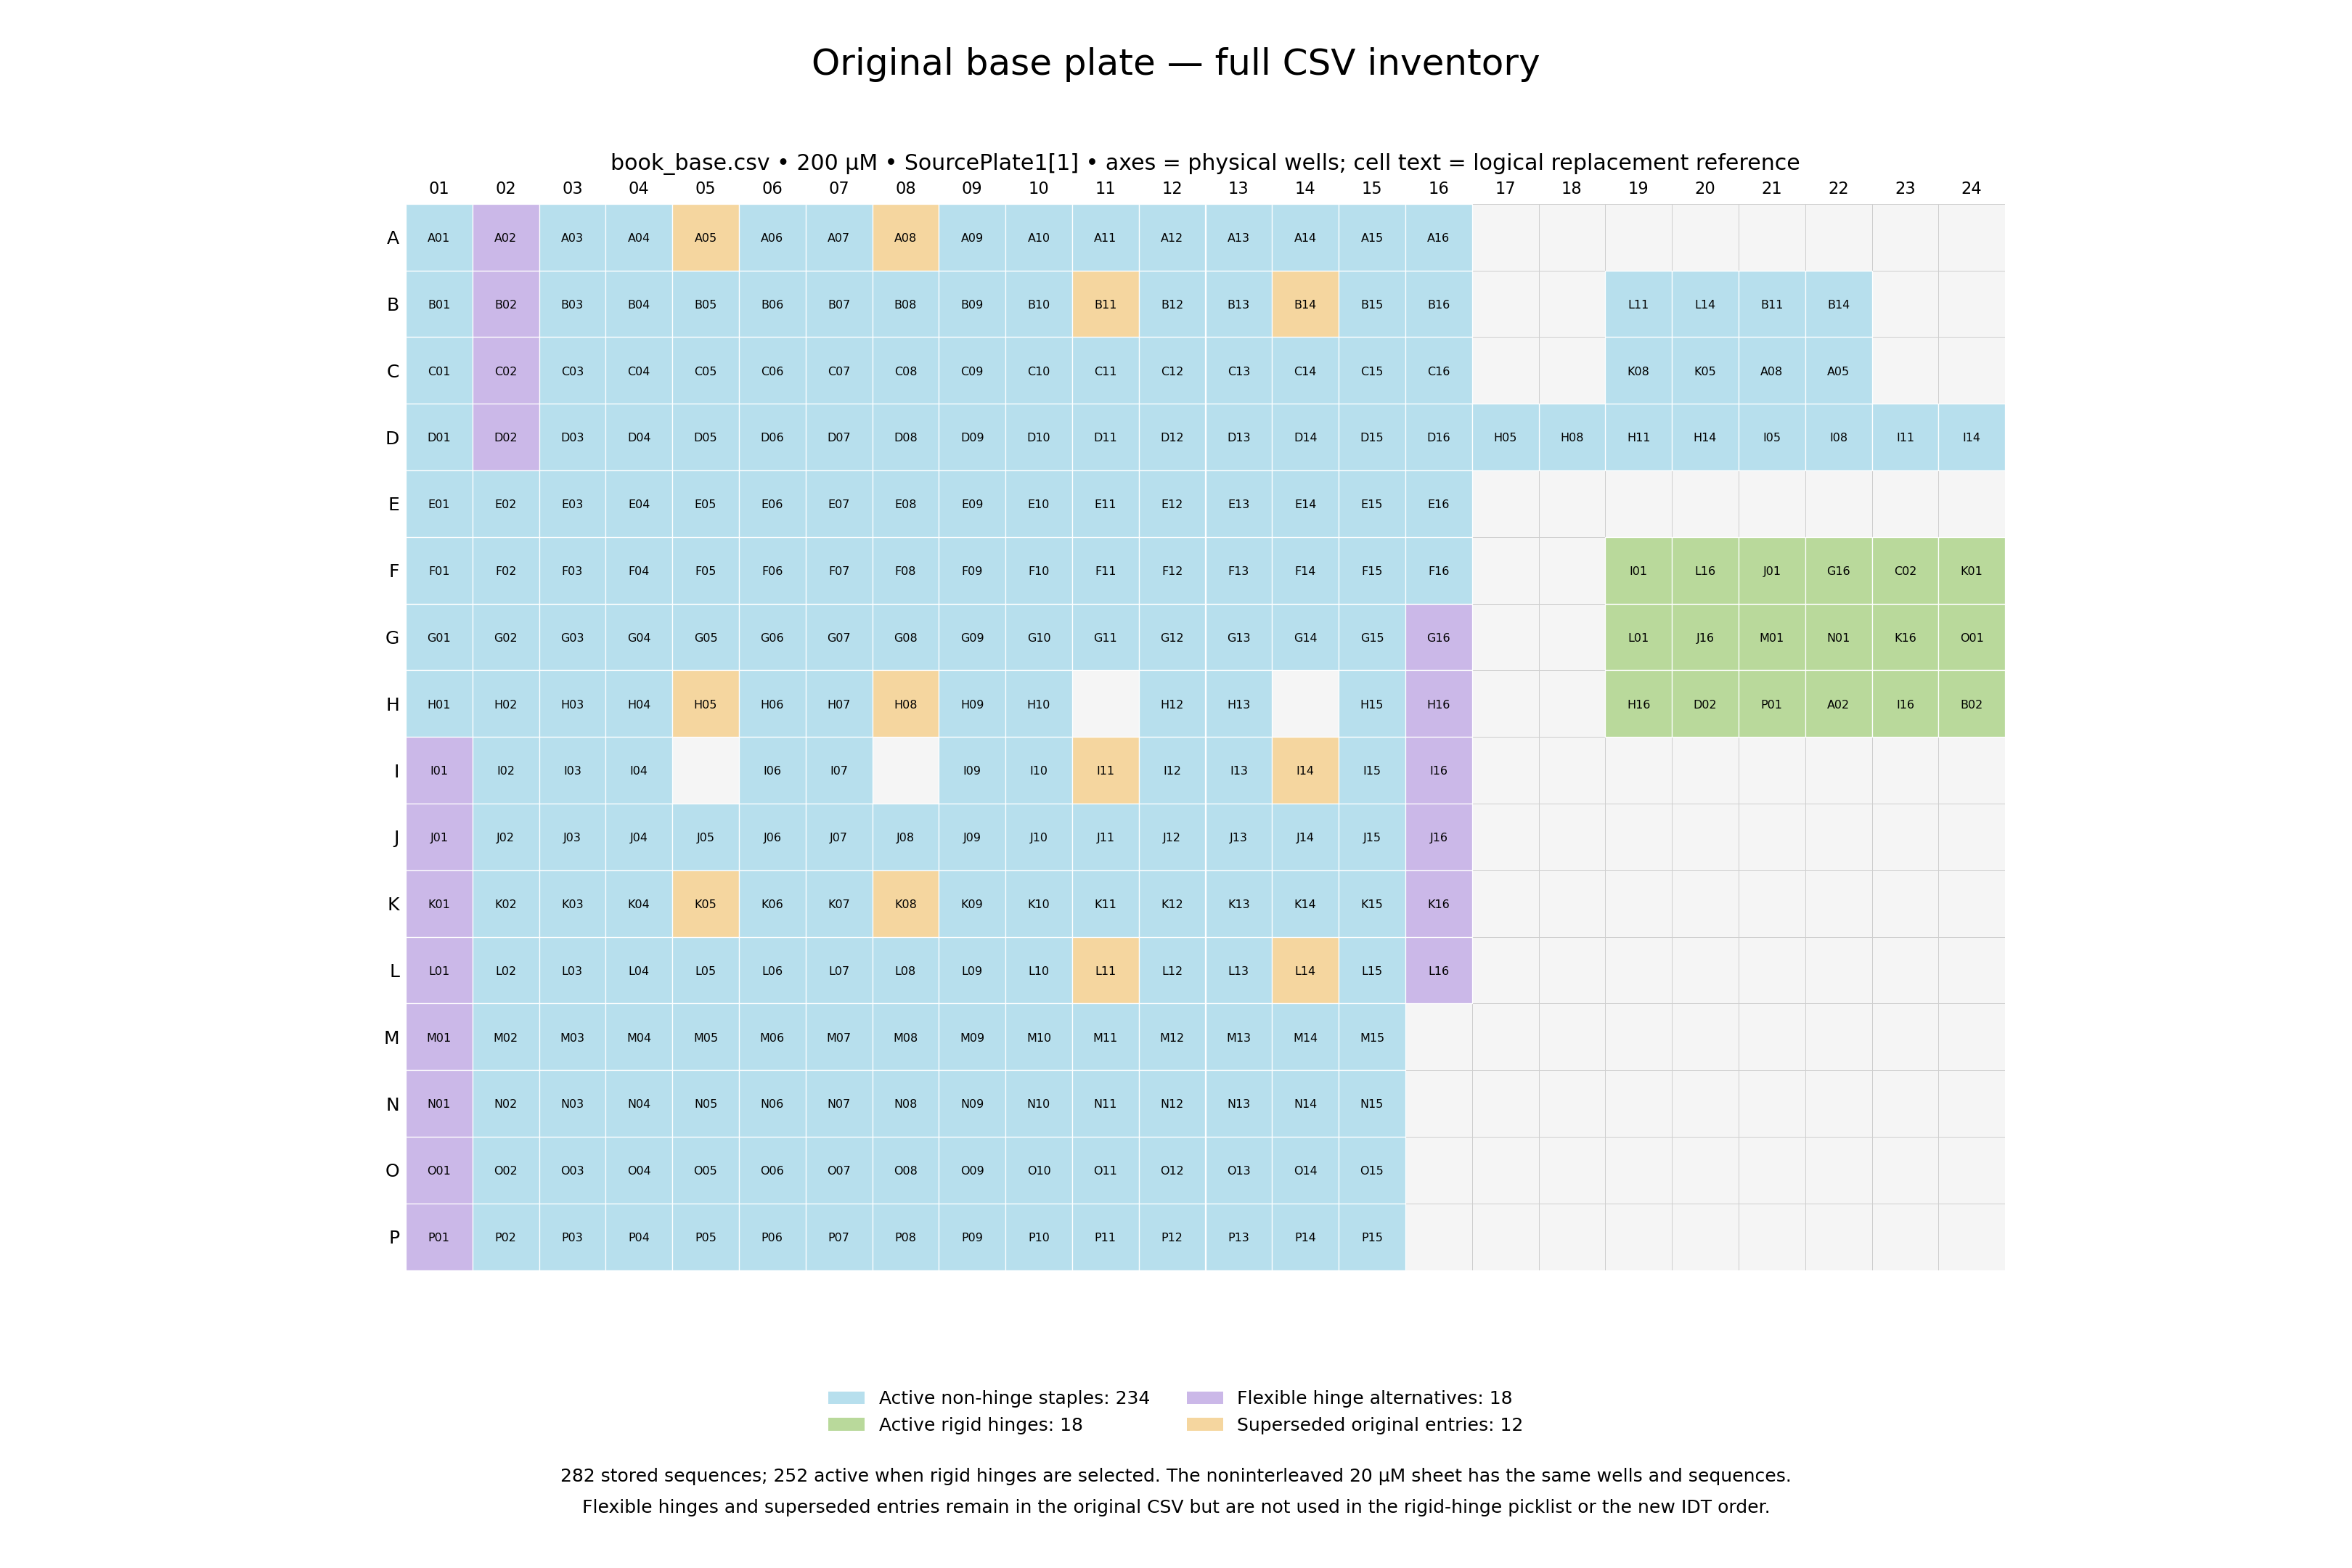 Original base plate — full CSV inventory
book_base.csv • 200 µM • SourcePlate1[1] • axes = physical wells; cell text = logical replacement reference
01 02 03 04 05 06 07 08 09 10 11 12 13 14 15 16 17 18 19 20 21 22 23 24
A A01 A02 A03 A04 A05 A06 A07 A08 A09 A10 A11 A12 A13 A14 A15 A16
B B01 B02 B03 B04 B05 B06 B07 B08 B09 B10 B11 B12 B13 B14 B15 B16 L11 L14 B11 B14
C C01 C02 C03 C04 C05 C06 C07 C08 C09 C10 C11 C12 C13 C14 C15 C16 K08 K05 A08 A05
D D01 D02 D03 D04 D05 D06 D07 D08 D09 D10 D11 D12 D13 D14 D15 D16 H05 H08 H11 H14 I05 I08 I11 I14
E E01 E02 E03 E04 E05 E06 E07 E08 E09 E10 E11 E12 E13 E14 E15 E16
F F01 F02 F03 F04 F05 F06 F07 F08 F09 F10 F11 F12 F13 F14 F15 F16 I01 L16 J01 G16 C02 K01
G G01 G02 G03 G04 G05 G06 G07 G08 G09 G10 G11 G12 G13 G14 G15 G16 L01 J16 M01 N01 K16 O01
H H01 H02 H03 H04 H05 H06 H07 H08 H09 H10 H12 H13 H15 H16 H16 D02 P01 A02 I16 B02
I I01 I02 I03 I04 I06 I07 I09 I10 I11 I12 I13 I14 I15 I16
J J01 J02 J03 J04 J05 J06 J07 J08 J09 J10 J11 J12 J13 J14 J15 J16
K K01 K02 K03 K04 K05 K06 K07 K08 K09 K10 K11 K12 K13 K14 K15 K16
L L01 L02 L03 L04 L05 L06 L07 L08 L09 L10 L11 L12 L13 L14 L15 L16
M M01 M02 M03 M04 M05 M06 M07 M08 M09 M10 M11 M12 M13 M14 M15
N N01 N02 N03 N04 N05 N06 N07 N08 N09 N10 N11 N12 N13 N14 N15
O O01 O02 O03 O04 O05 O06 O07 O08 O09 O10 O11 O12 O13 O14 O15
P P01 P02 P03 P04 P05 P06 P07 P08 P09 P10 P11 P12 P13 P14 P15
Active non-hinge staples: 234
Active rigid hinges: 18
Flexible hinge alternatives: 18
Superseded original entries: 12
282 stored sequences; 252 active when rigid hinges are selected. The noninterleaved 20 µM sheet has the same wells and sequences.
Flexible hinges and superseded entries remain in the original CSV but are not used in the rigid-hinge picklist or the new IDT order.